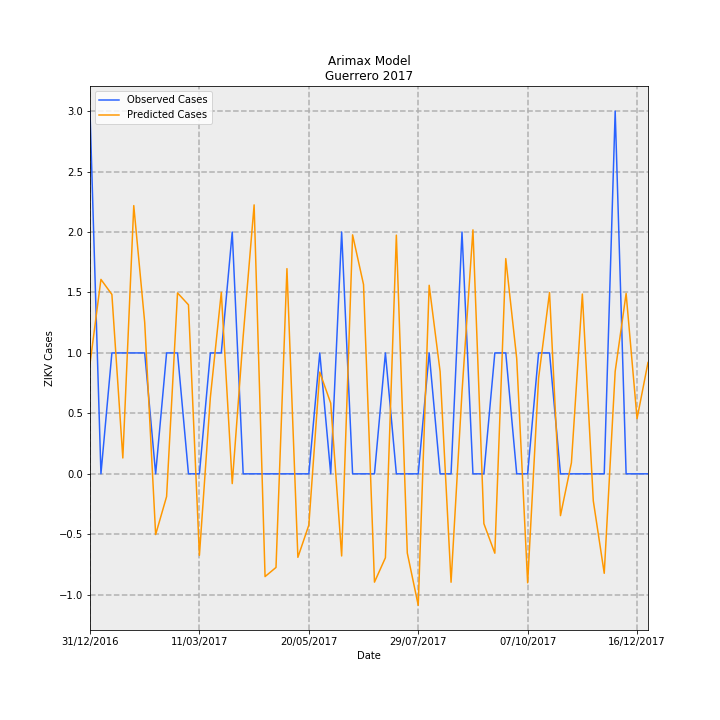 Arimax Model
Guerrero 2017
Observed Cases
Predicted Cases
3.0
2.5
2.0
1.5
1.0
0.5
0.0
−0.5
−1.0
ZIKV Cases
31/12/2016 11/03/2017 20/05/2017 29/07/2017 07/10/2017 16/12/2017
Date